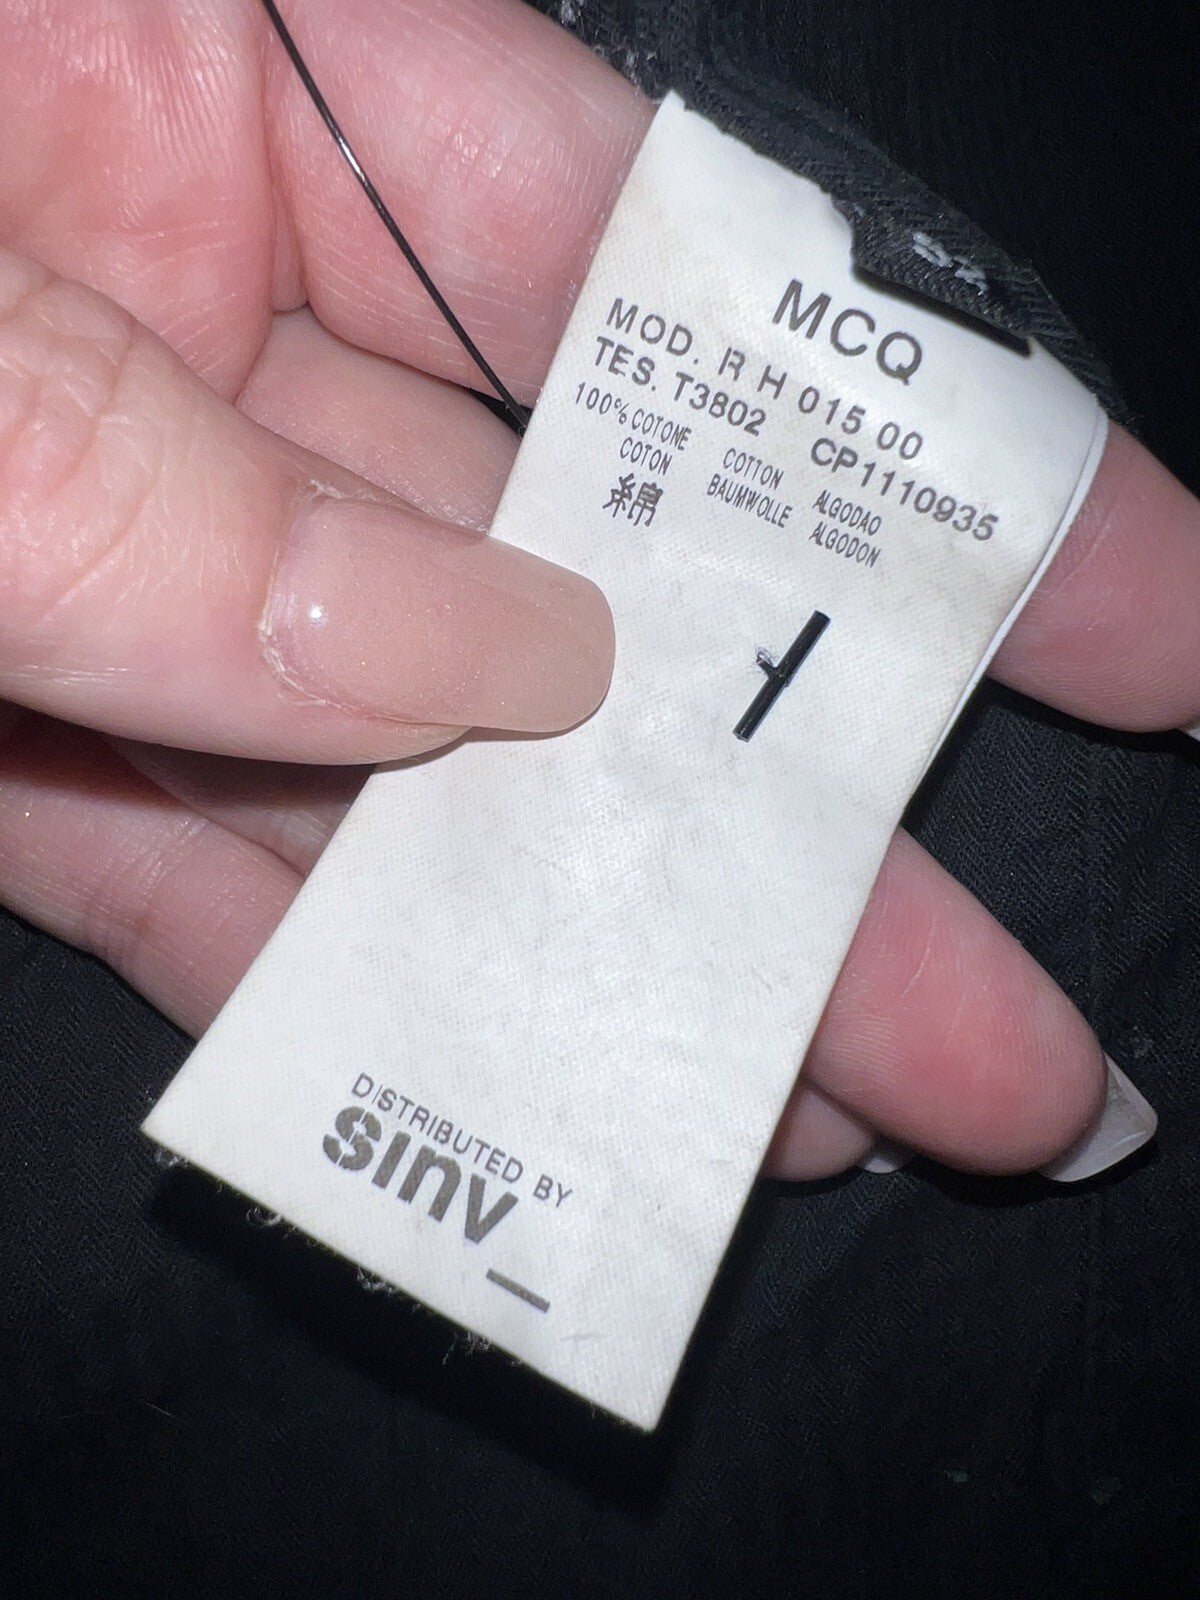 MCQ
MOD. R H 015 00
TES. T3802 CP1110935
100% COTONE COTTON ALGODAO
COTON BAUMWOLLE ALGODON
綿
DISTRIBUTED BY
sinv